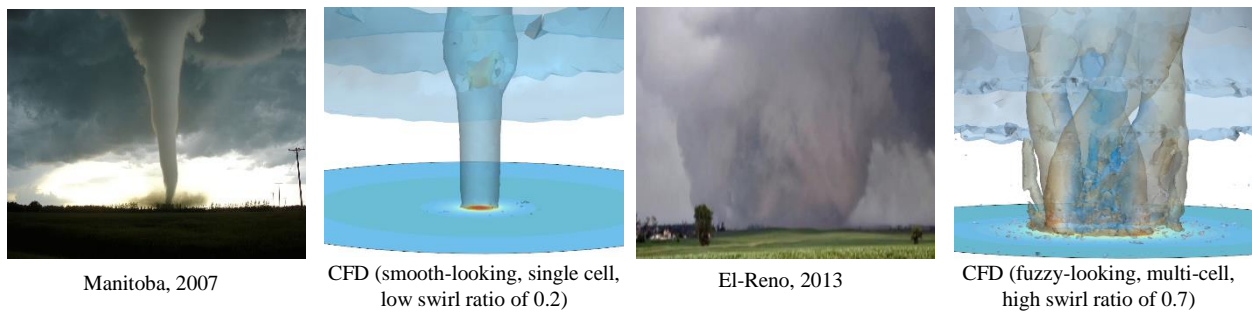 Manitoba, 2007
CFD (smooth-looking, single cell,
low swirl ratio of 0.2)
El-Reno, 2013
CFD (fuzzy-looking, multi-cell,
high swirl ratio of 0.7)